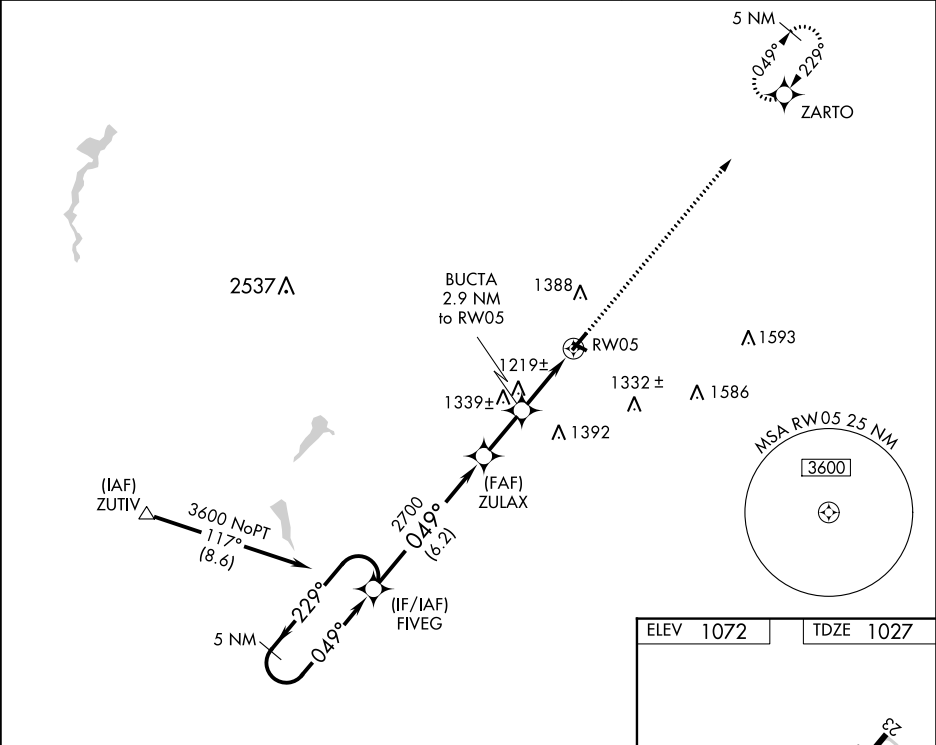 5 NM
049°
229°
ZARTO
2537
BUCTA
2.9 NM
to RW05
1388
RW05
1593
1219±
1339±
1332±
1586
1392
MSA RW05 25 NM
3600
(FAF)
ZULAX
(IAF)
ZUTIV
3600 NoPT
117°
(8.6)
2700
049°
(6.2)
229°
049°
5 NM
(IF/IAF)
FIVEG
ELEV 1072
TDZE 1027
23